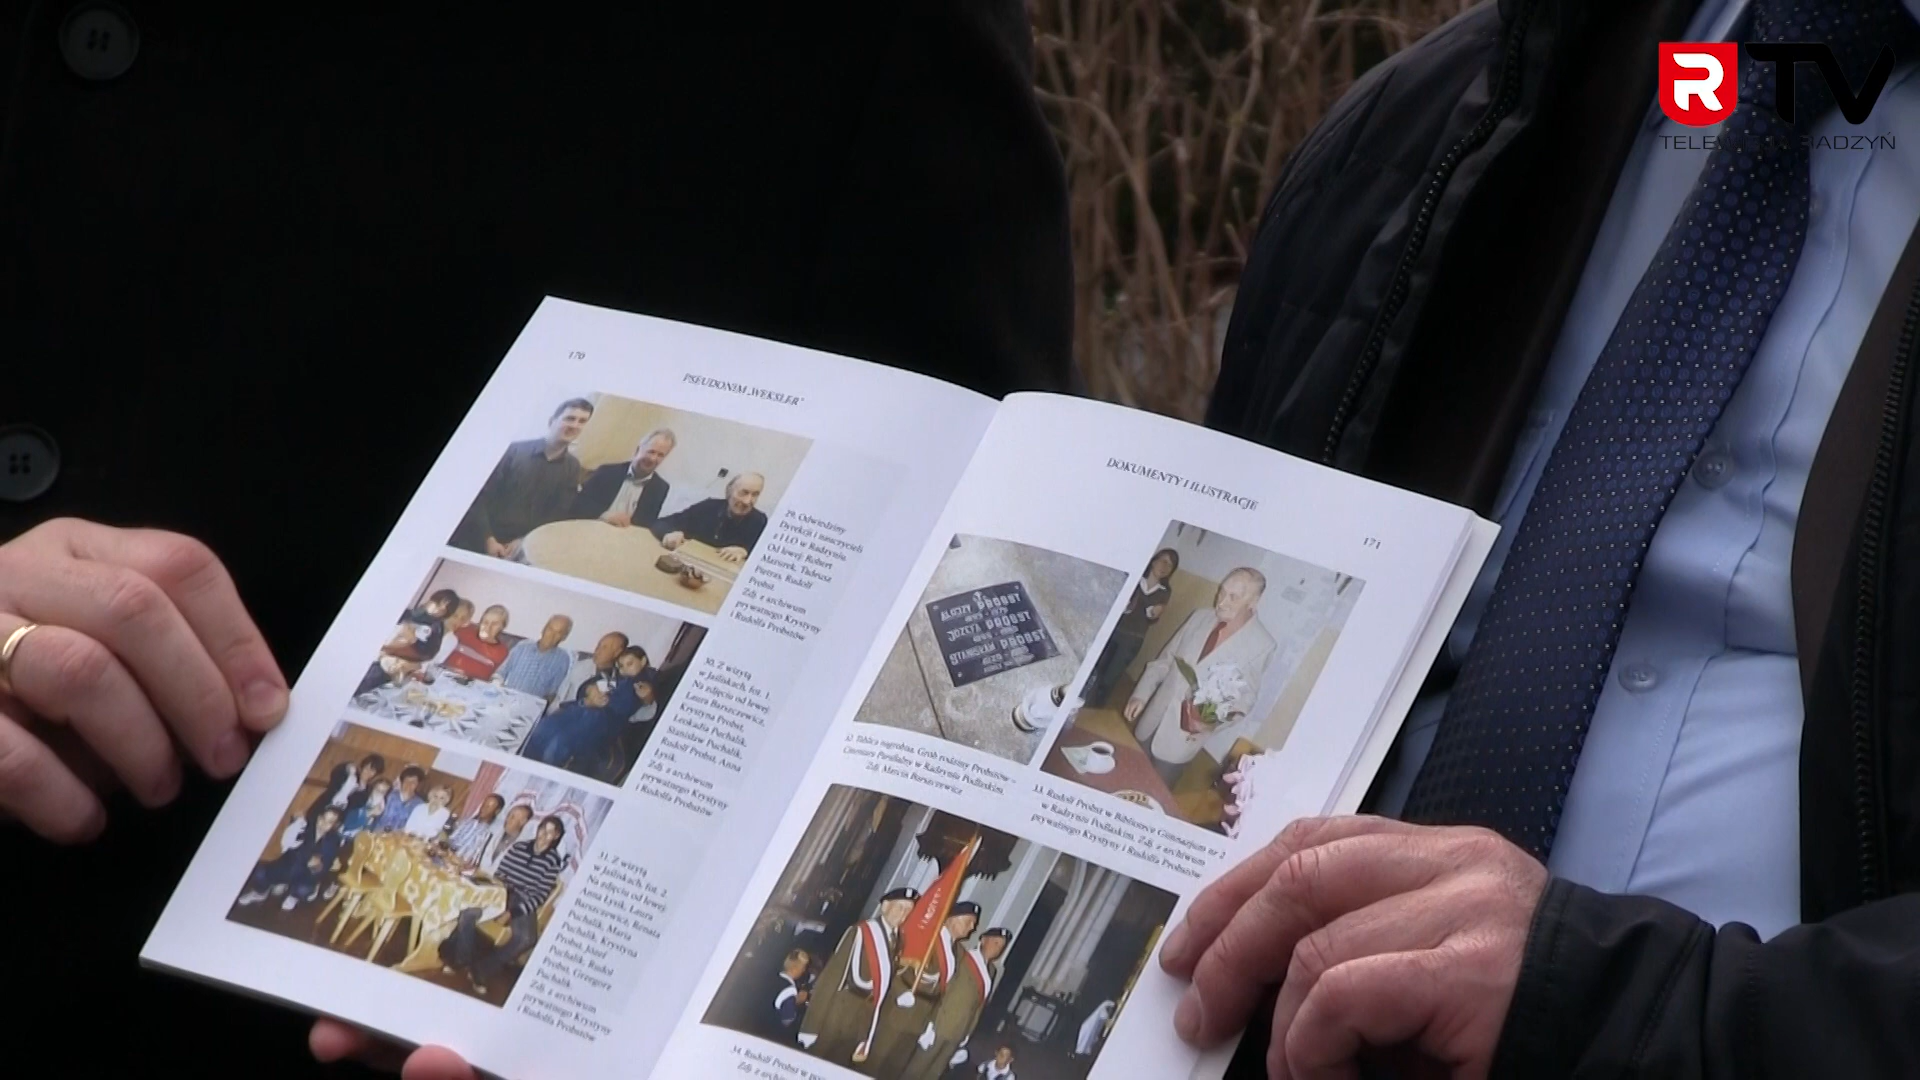 R TV
TELEWIZJA RADZYŃ
170
PSEUDONIM „WEKSLER"
29. Odwiedziny
Dyrekcji i nauczycieli
z I LO w Radzyniu.
Od lewej: Robert
Mazurek, Tadeusz
Pietras, Rudolf
Probst.
Zdj. z archiwum
prywatnego Krystyny
i Rudolfa Probstów
30. Z wizytą
w Jaśliskach, fot. 1.
Na zdjęciu od lewej:
Laura Barszczewicz,
Krystyna Probst,
Leokadia Puchalik,
Stanisław Puchalik,
Rudolf Probst, Anna
Łysik.
Zdj. z archiwum
prywatnego Krystyny
i Rudolfa Probstów
31. Z wizytą
w Jaśliskach, fot. 2.
Na zdjęciu od lewej:
Anna Łysik, Laura
Barszczewicz, Renata
Puchalik, Maria
Puchalik, Krystyna
Probst, Józef
Puchalik, Rudolf
Probst, Grzegorz
Puchalik.
Zdj. z archiwum
prywatnego Krystyny
i Rudolfa Probstów
DOKUMENTY I ILUSTRACJE
171
ALOJZY PROBST
JÓZEFA PROBST
STANISŁAW PROBST
32. Tablica nagrobna. Grób rodziny Probstów –
Cmentarz Parafialny w Radzyniu Podlaskim.
Zdj. Marcin Barszczewicz
33. Rudolf Probst w Bibliotece Gimnazjum nr 2
w Radzyniu Podlaskim. Zdj. z archiwum
prywatnego Krystyny i Rudolfa Probstów
34. Rudolf Probst w
Zdj. z